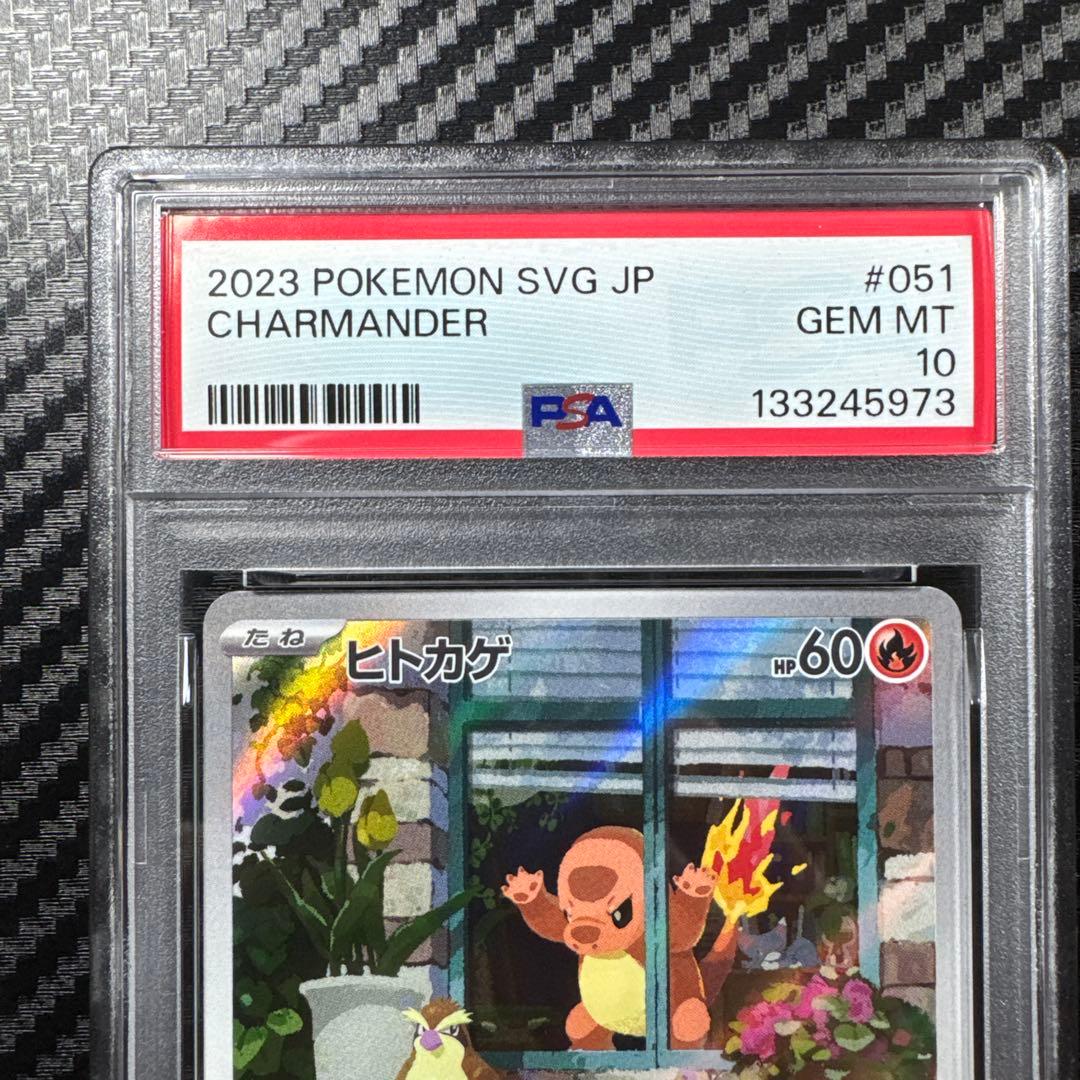 2023 POKEMON SVG JP #051
CHARMANDER GEM MT
10
PSA 133245973
たね ヒトカゲ HP60